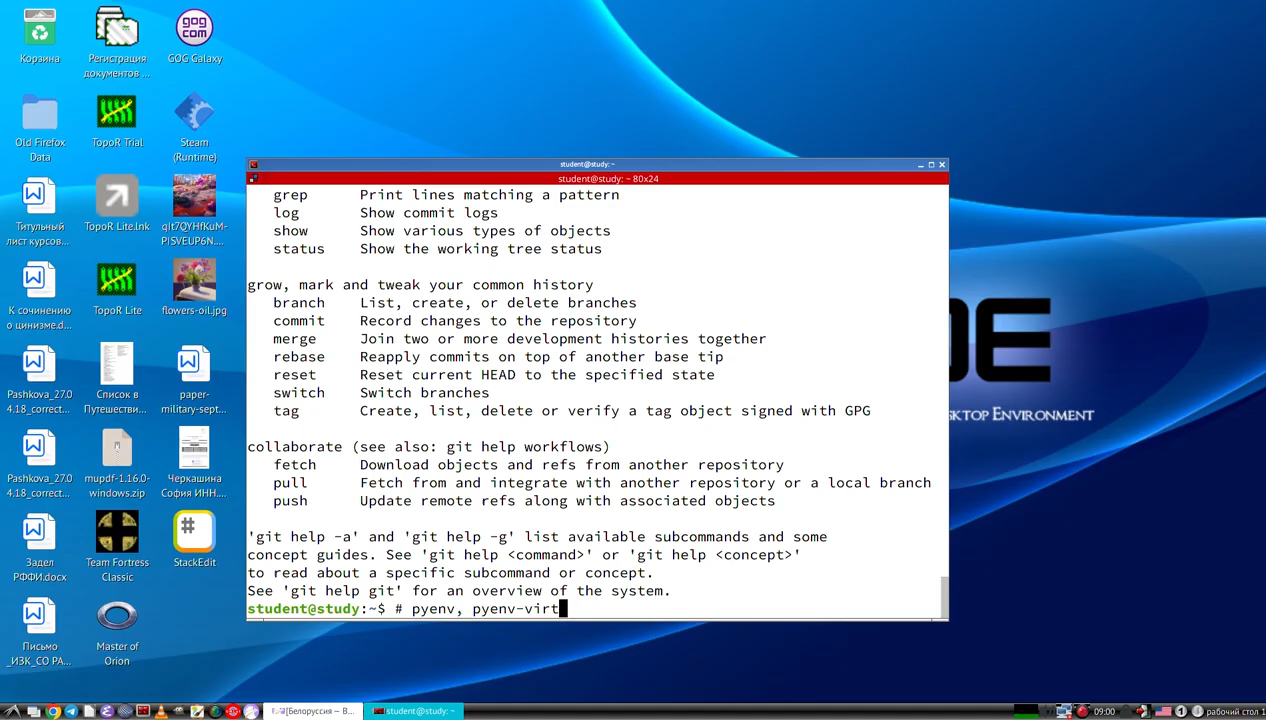 Корзина
Регистрация
документов ...
gog
com
GOG Galaxy
Old Firefox
Data
TopoR Trial
Steam
(Runtime)
Титульный
лист курсов...
TopoR Lite.lnk
К сочинению
о цинизме.d...
TopoR Lite
flowers-oil.jpg
Pashkova_27.0
4.18_correct...
Список в
Путешестви...
paper-
military-sept...
Pashkova_27.0
4.18_correct...
mupdf-1.16.0-
windows.zip
Черкашина
София ИНН....
Задел
РФФИ.docx
Team Fortress
Classic
StackEdit
Письмо
_ИЗК_СО РА...
Master of
Orion
student@study: ~
student@study: ~ 80x24
grep Print lines matching a pattern
log Show commit logs
show Show various types of objects
status Show the working tree status
grow, mark and tweak your common history
branch List, create, or delete branches
commit Record changes to the repository
merge Join two or more development histories together
rebase Reapply commits on top of another base tip
reset Reset current HEAD to the specified state
switch Switch branches
tag Create, list, delete or verify a tag object signed with GPG
collaborate (see also: git help workflows)
fetch Download objects and refs from another repository
pull Fetch from and integrate with another repository or a local branch
push Update remote refs along with associated objects
'git help -a' and 'git help -g' list available subcommands and some
concept guides. See 'git help <command>' or 'git help <concept>'
to read about a specific subcommand or concept.
See 'git help git' for an overview of the system.
student@study:~$ # pyenv, pyenv-virt
DE
SKTOP ENVIRONMENT
[Белоруссия — В...
student@study: ~
09:00
1
рабочий стол 1